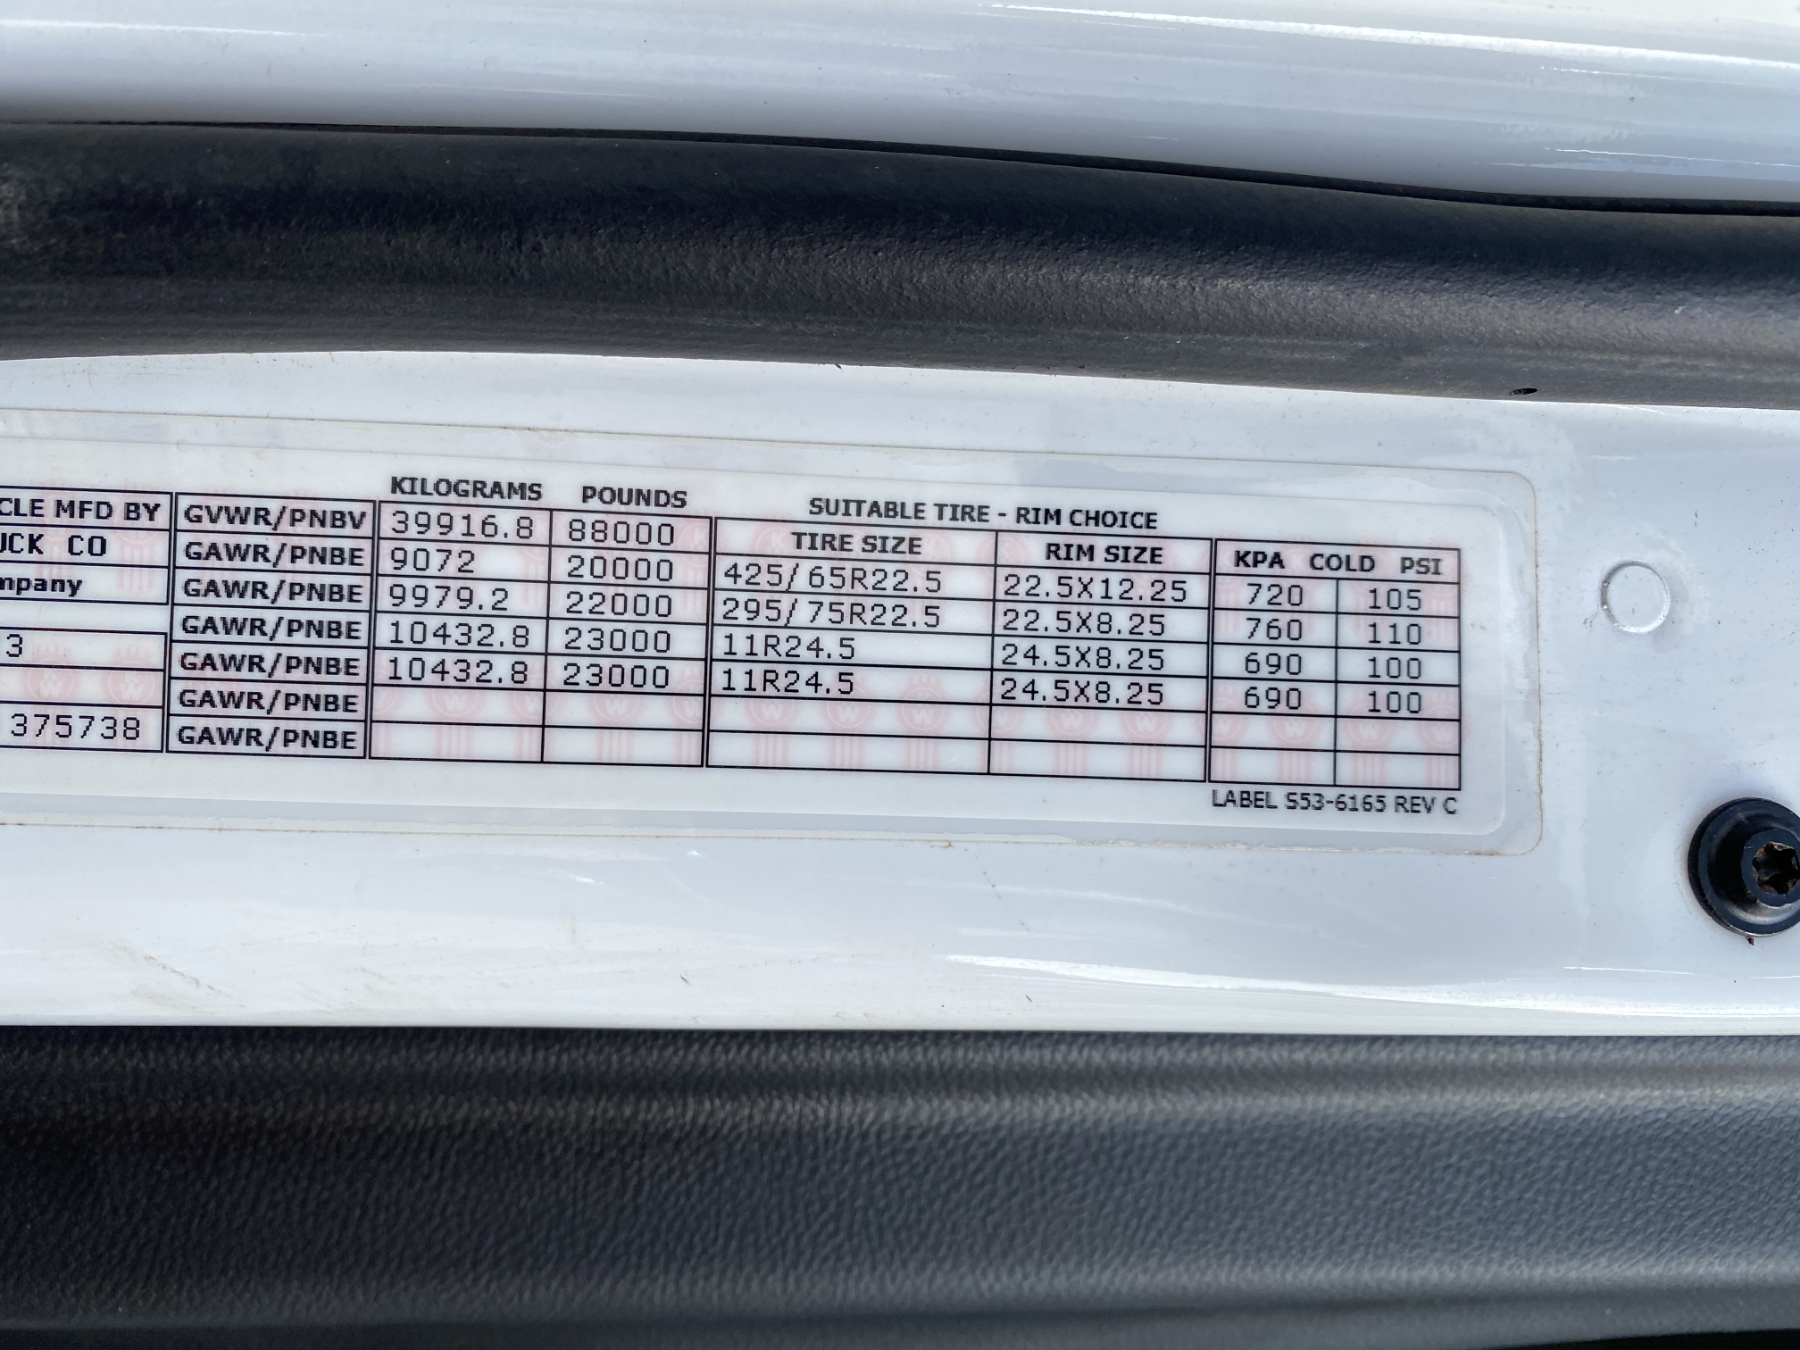 KILOGRAMS POUNDS SUITABLE TIRE - RIM CHOICE
CLE MFD BY GVWR/PNBV 39916.8 88000 TIRE SIZE RIM SIZE KPA COLD PSI
UCK CO GAWR/PNBE 9072 20000 425/65R22.5 22.5X12.25 720 105
mpany GAWR/PNBE 9979.2 22000 295/75R22.5 22.5X8.25 760 110
GAWR/PNBE 10432.8 23000 11R24.5 24.5X8.25 690 100
3 GAWR/PNBE 10432.8 23000 11R24.5 24.5X8.25 690 100
GAWR/PNBE
375738 GAWR/PNBE
LABEL S53-6165 REV C